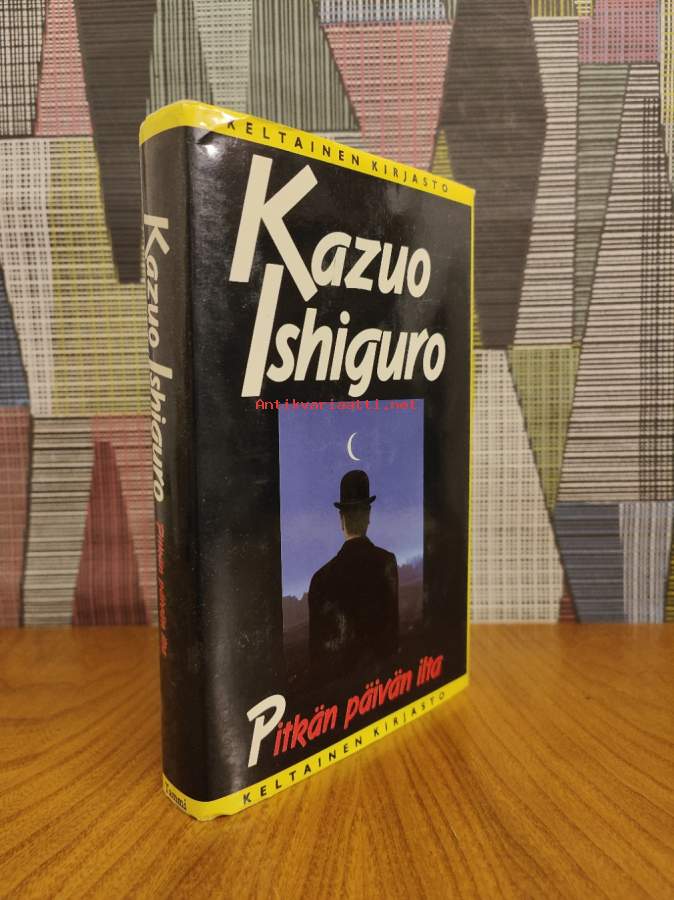 KELTAINEN KIRJASTO
Kazuo
Ishiguro
Antikvariaatti.net
Pitkän päivän ilta
KELTAINEN KIRJASTO
Kazuo Ishiguro Pitkän päivän ilta
Tammi